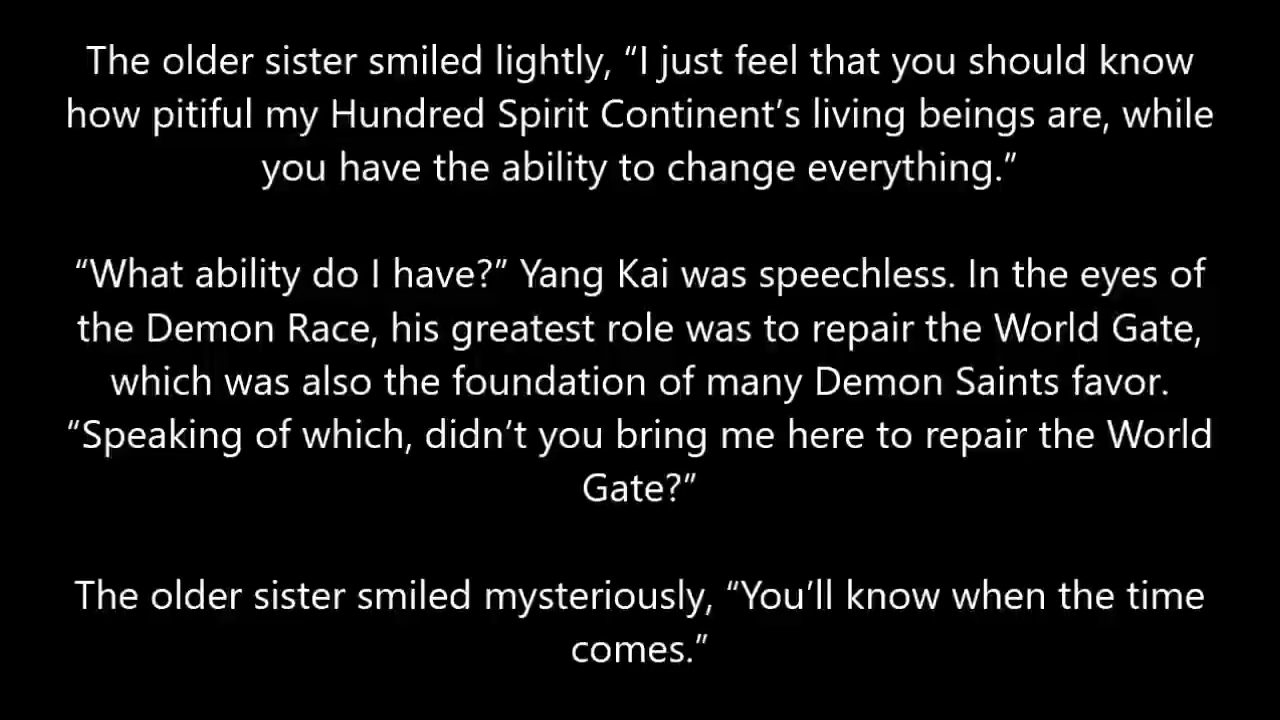 The older sister smiled lightly, “I just feel that you should know
how pitiful my Hundred Spirit Continent’s living beings are, while
you have the ability to change everything.”
“What ability do I have?” Yang Kai was speechless. In the eyes of
the Demon Race, his greatest role was to repair the World Gate,
which was also the foundation of many Demon Saints favor.
“Speaking of which, didn’t you bring me here to repair the World
Gate?”
The older sister smiled mysteriously, “You’ll know when the time
comes.”